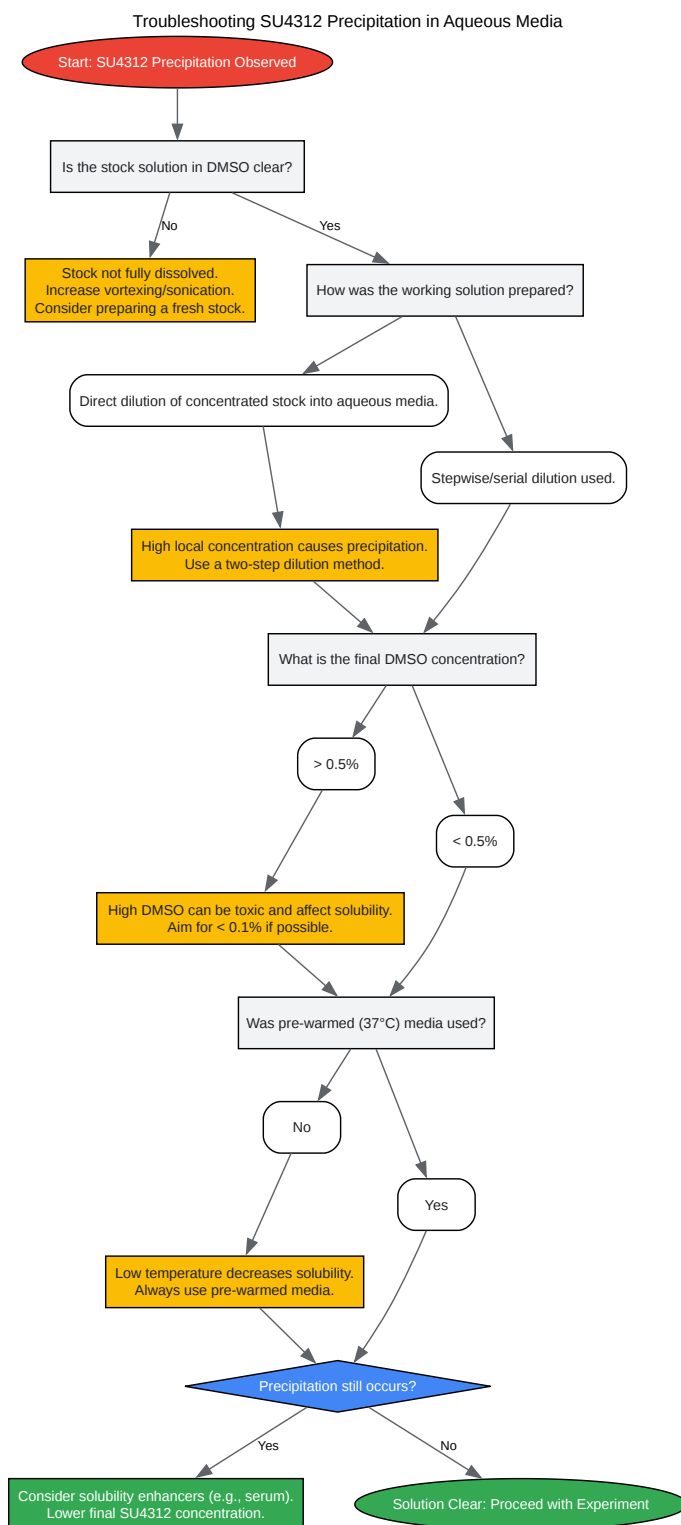 Troubleshooting SU4312 Precipitation in Aqueous Media
Start: SU4312 Precipitation Observed
Is the stock solution in DMSO clear?
No
Yes
Stock not fully dissolved.
Increase vortexing/sonication.
Consider preparing a fresh stock.
How was the working solution prepared?
Direct dilution of concentrated stock into aqueous media.
Stepwise/serial dilution used.
High local concentration causes precipitation.
Use a two-step dilution method.
What is the final DMSO concentration?
> 0.5%
< 0.5%
High DMSO can be toxic and affect solubility.
Aim for < 0.1% if possible.
Was pre-warmed (37°C) media used?
No
Yes
Low temperature decreases solubility.
Always use pre-warmed media.
Precipitation still occurs?
Yes
No
Consider solubility enhancers (e.g., serum).
Lower final SU4312 concentration.
Solution Clear: Proceed with Experiment